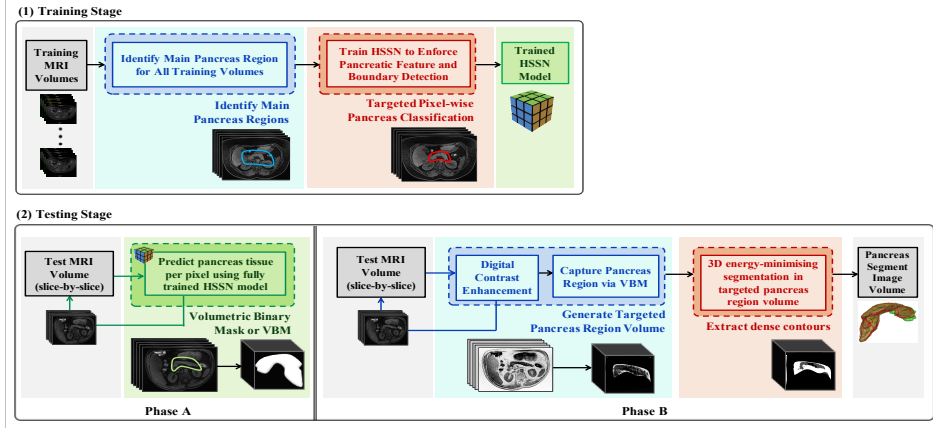 (1) Training Stage
Training
MRI
Volumes
Identify Main Pancreas Region
for All Training Volumes
Identify Main
Pancreas Regions
Train HSSN to Enforce
Pancreatic Feature and
Boundary Detection
Targeted Pixel-wise
Pancreas Classification
Trained
HSSN
Model
(2) Testing Stage
Test MRI
Volume
(slice-by-slice)
Predict pancreas tissue
per pixel using fully
trained HSSN model
Volumetric Binary
Mask or VBM
Phase A
Test MRI
Volume
(slice-by-slice)
Digital
Contrast
Enhancement
Capture Pancreas
Region via VBM
Generate Targeted
Pancreas Region Volume
3D energy-minimising
segmentation in
targeted pancreas
region volume
Extract dense contours
Pancreas
Segment
Image
Volume
Phase B